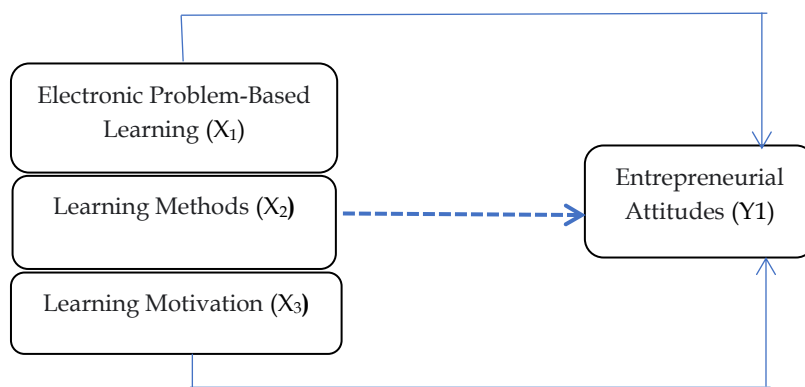 Electronic Problem-Based
Learning (X₁)
Learning Methods (X₂)
Learning Motivation (X₃)
Entrepreneurial
Attitudes (Y1)